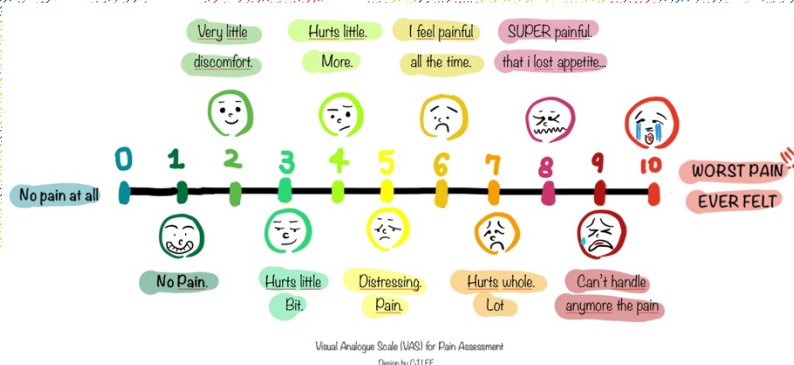 Very little
discomfort.
Hurts little.
More.
I feel painful
all the time.
SUPER painful.
that i lost appetite...
0 1 2 3 4 5 6 7 8 9 10
No pain at all
WORST PAIN
EVER FELT
No Pain.
Hurts little
Bit.
Distressing.
Pain.
Hurts whole.
Lot
Can't handle
anymore the pain
Visual Analogue Scale (VAS) for Pain Assessment
Design by